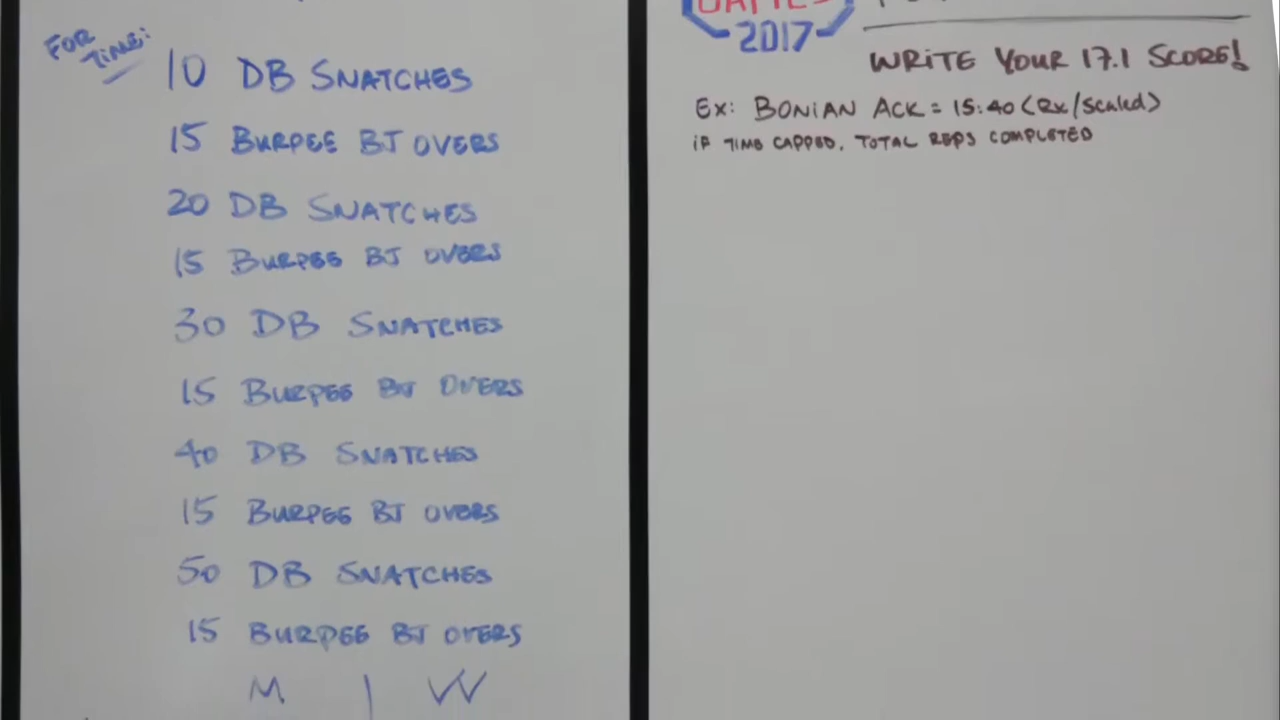 FOR TIME:
10 DB SNATCHES
15 BURPEE BJ OVERS
20 DB SNATCHES
15 BURPEE BJ OVERS
30 DB SNATCHES
15 BURPEE BJ OVERS
40 DB SNATCHES
15 BURPEE BJ OVERS
50 DB SNATCHES
15 BURPEE BJ OVERS
M | W
GAMES
2017
WRITE YOUR 17.1 SCORE!
EX: BONIAN ACK = 15:40 (RX/SCALED)
IF TIME CAPPED, TOTAL REPS COMPLETED